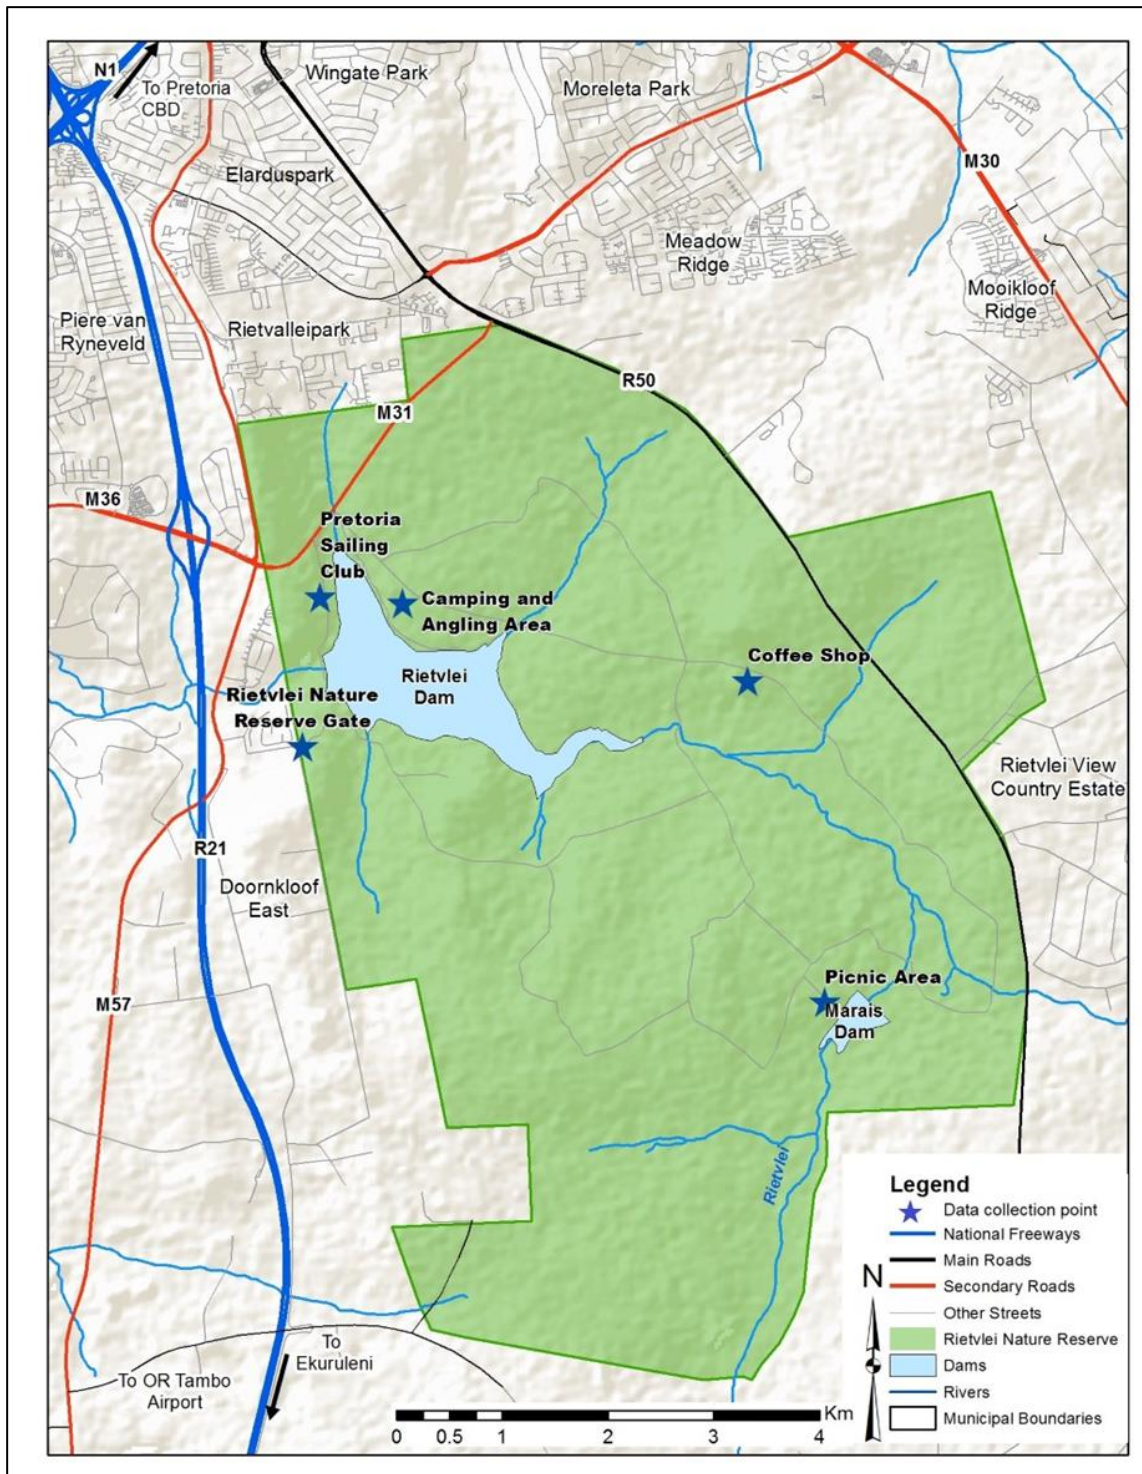 N1
To Pretoria
CBD
Wingate Park
Moreleta Park
Elarduspark
M30
Meadow
Ridge
Mooikloof
Ridge
Piere van
Ryneveld
Rietvalleipark
R50
M31
M36
Pretoria
Sailing
Club
Camping and
Angling Area
Coffee Shop
Rietvlei
Dam
Rietvlei Nature
Reserve Gate
Rietvlei View
Country Estate
R21
Doornkloof
East
Picnic Area
Marais
Dam
M57
Rietvlei
Legend
Data collection point
National Freeways
Main Roads
Secondary Roads
Other Streets
Rietvlei Nature Reserve
Dams
Rivers
Municipal Boundaries
N
To
Ekuruleni
To OR Tambo
Airport
Km
0 0.5 1 2 3 4